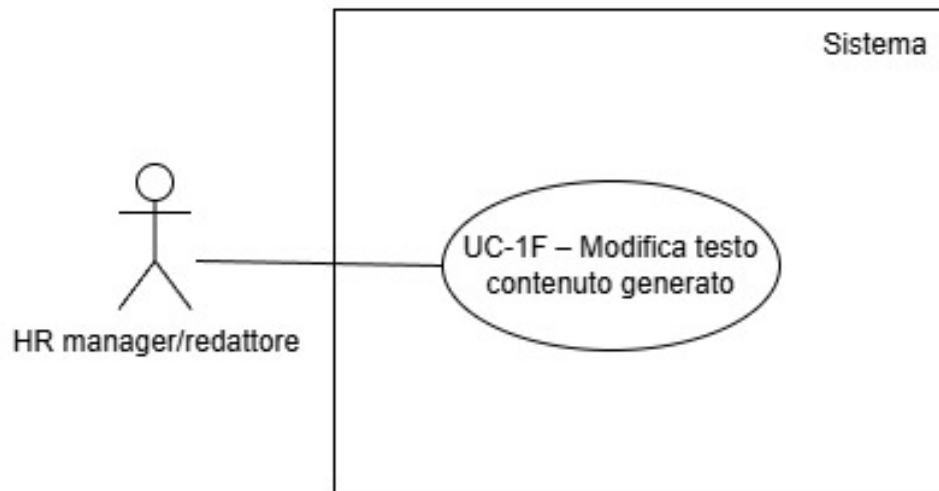 Sistema
UC-1F – Modifica testo
contenuto generato
HR manager/redattore